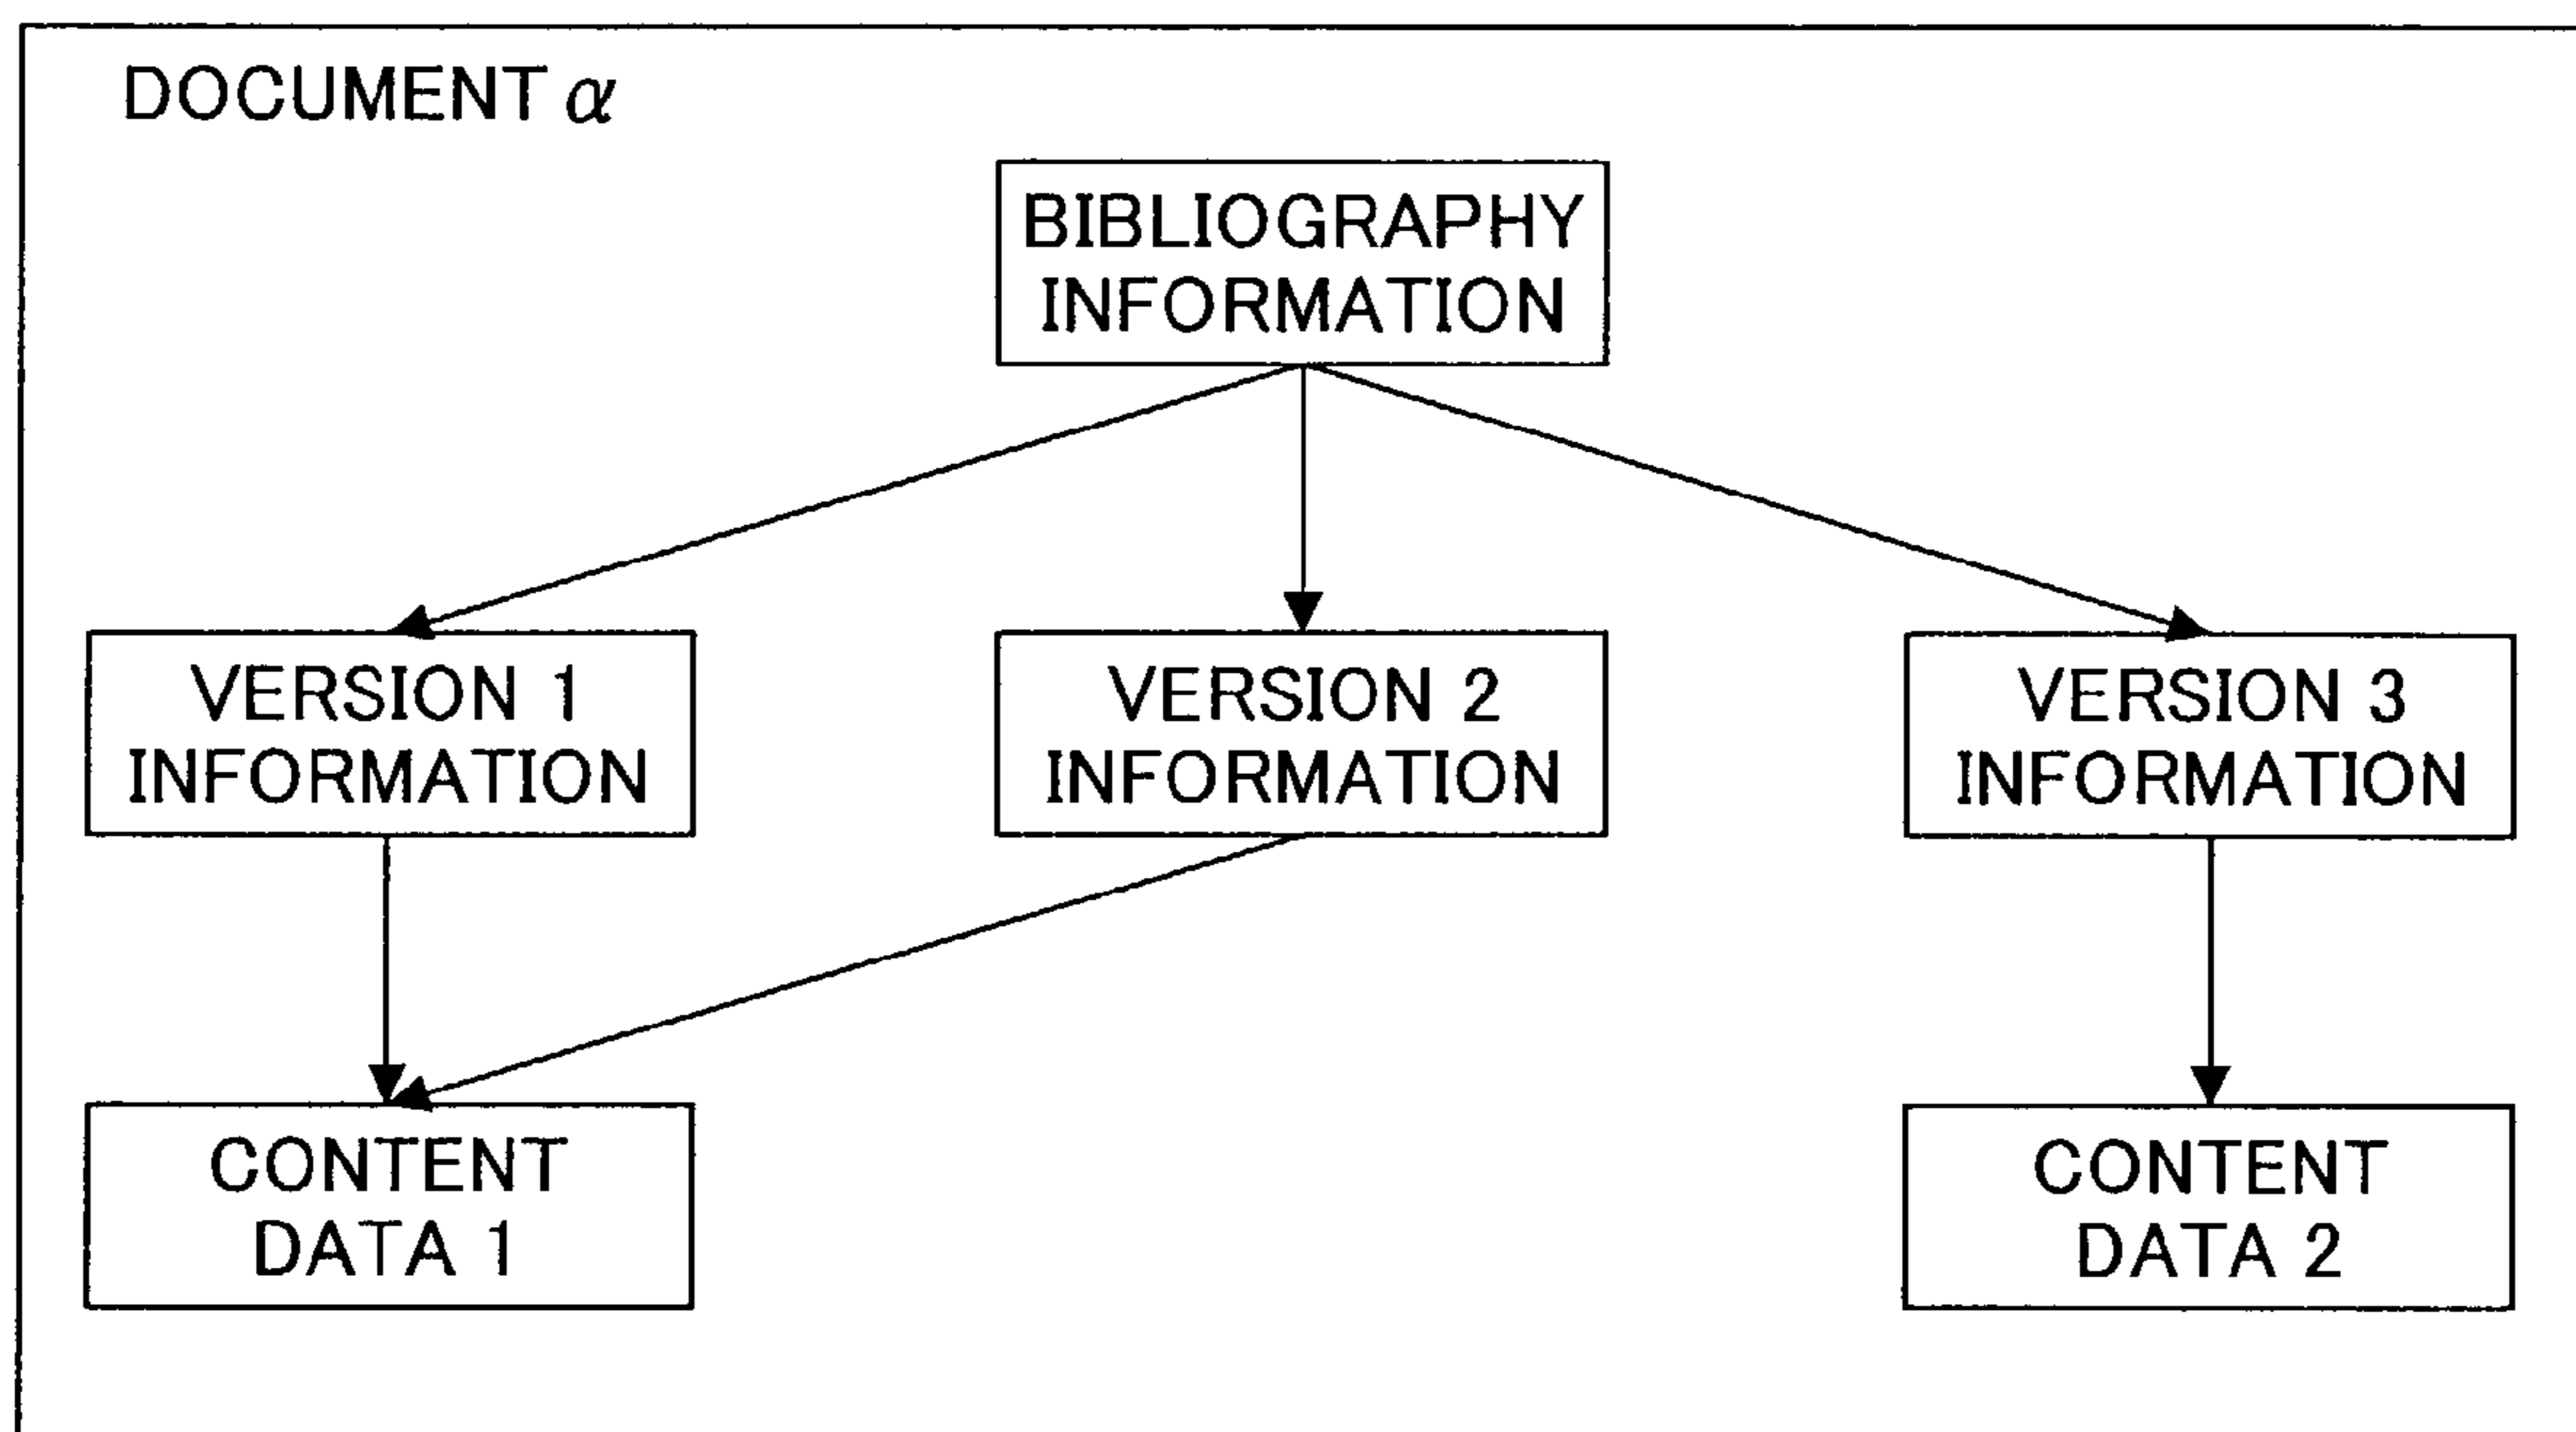 DOCUMENT α
BIBLIOGRAPHY
INFORMATION
VERSION 1
INFORMATION
VERSION 2
INFORMATION
VERSION 3
INFORMATION
CONTENT
DATA 1
CONTENT
DATA 2